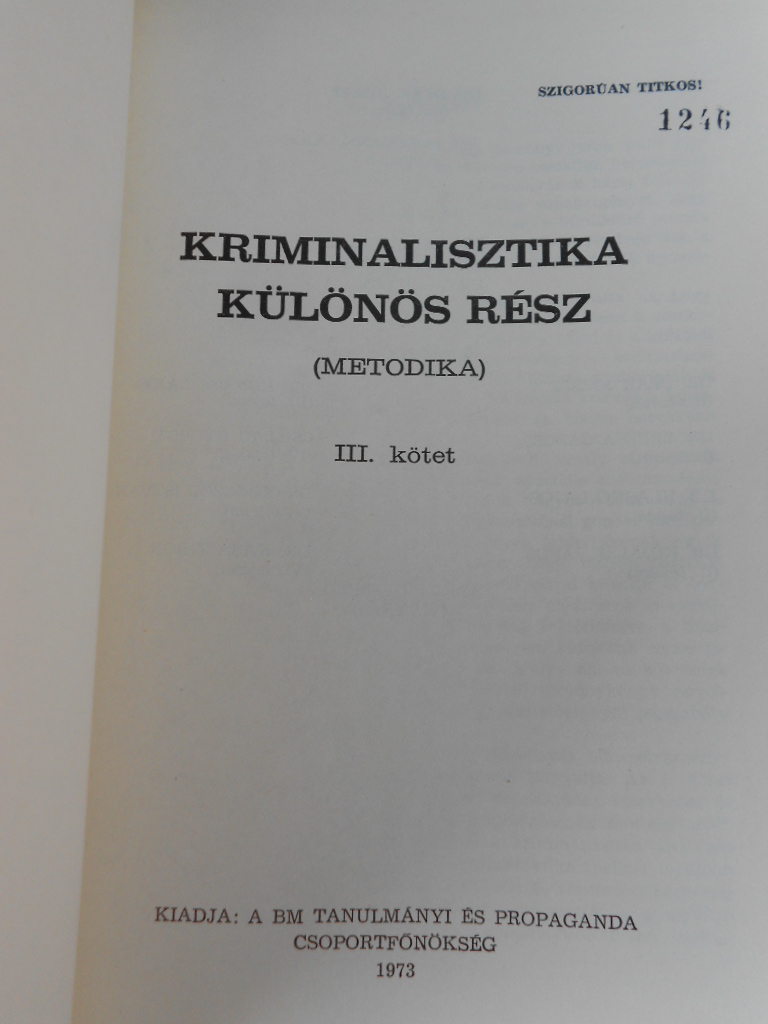 SZIGORÚAN TITKOS!
1246
KRIMINALISZTIKA
KÜLÖNÖS RÉSZ
(METODIKA)
III. kötet
KIADJA: A BM TANULMÁNYI ÉS PROPAGANDA
CSOPORTFŐNÖKSÉG
1973